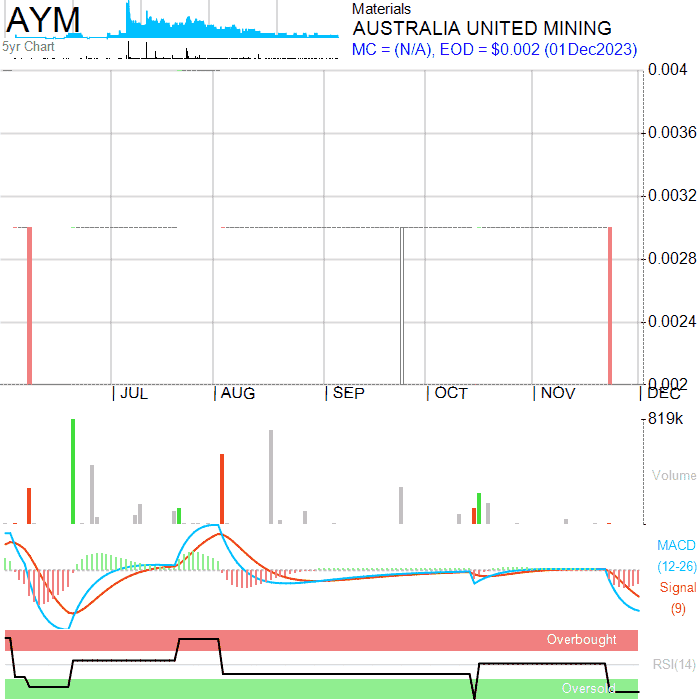 AYM
5yr Chart
Materials
AUSTRALIA UNITED MINING
MC = (N/A), EOD = $0.002 (01Dec2023)
0.004
0.0036
0.0032
0.0028
0.0024
0.002
JUL AUG SEP OCT NOV DEC
819k
Volume
MACD
(12-26)
Signal
(9)
Overbought
RSI(14)
Oversold